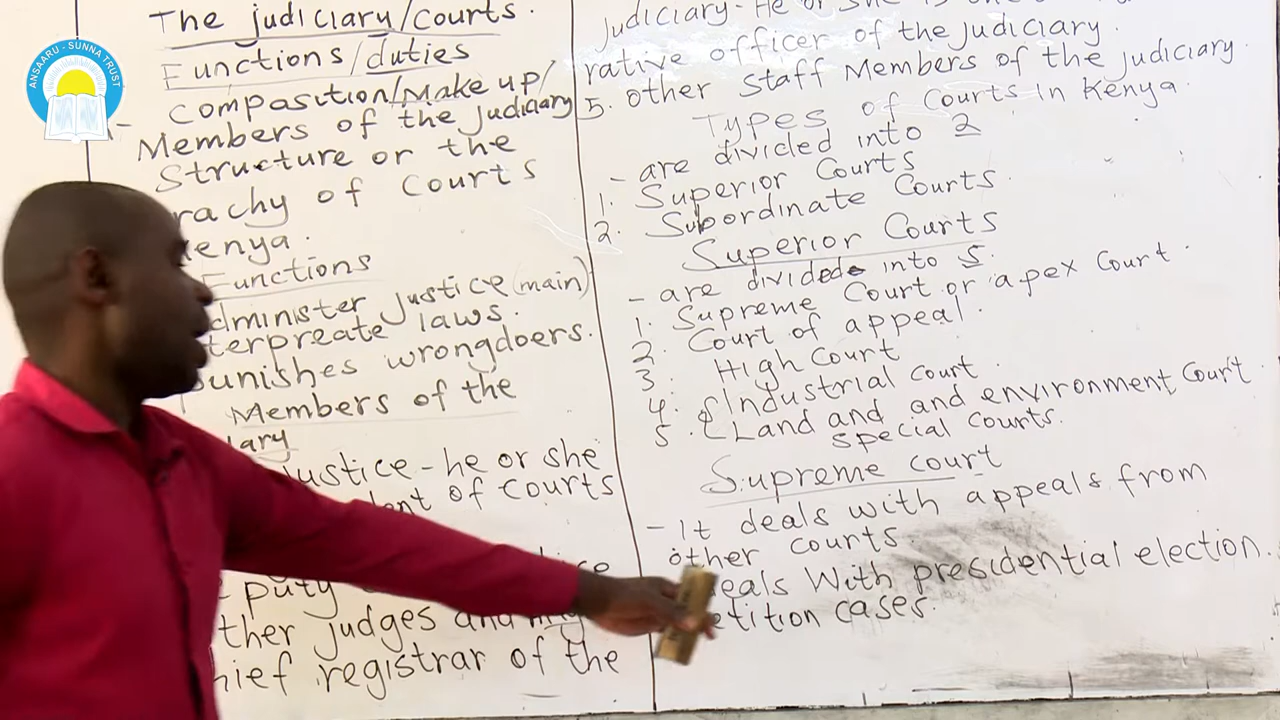 ANSAARU - SUNNA TRUST
The judiciary/courts.
Functions/duties
composition/Make up/
Members of the judiciary
Structure or the
rachy of Courts
enya.
Functions
dminister justice (main)
terpreate laws.
unishes wrongdoers.
Members of the
iary
Justice - he or she
ent of Courts
puty
ther judges and
hief registrar of the
judiciary - He or she is
rative officer of the judiciary.
5. other Staff Members of the judiciary.
Types of Courts in Kenya.
- are divided into 2
1. Superior Courts
2. Subordinate Courts.
Superior Courts
- are divided into 5.
1. Supreme Court or apex Court.
2. Court of appeal.
3. High Court
4. Industrial court.
5. Land and and environment Court.
special courts.
Supreme court
- It deals with appeals from
other courts.
eals With presidential election.
etition cases.